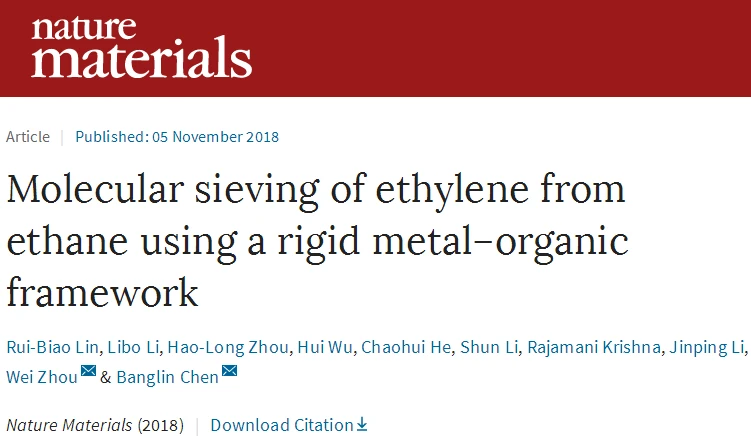 nature
materials
Article | Published: 05 November 2018
Molecular sieving of ethylene from
ethane using a rigid metal–organic
framework
Rui-Biao Lin, Libo Li, Hao-Long Zhou, Hui Wu, Chaohui He, Shun Li, Rajamani Krishna, Jinping Li,
Wei Zhou & Banglin Chen
Nature Materials (2018) | Download Citation